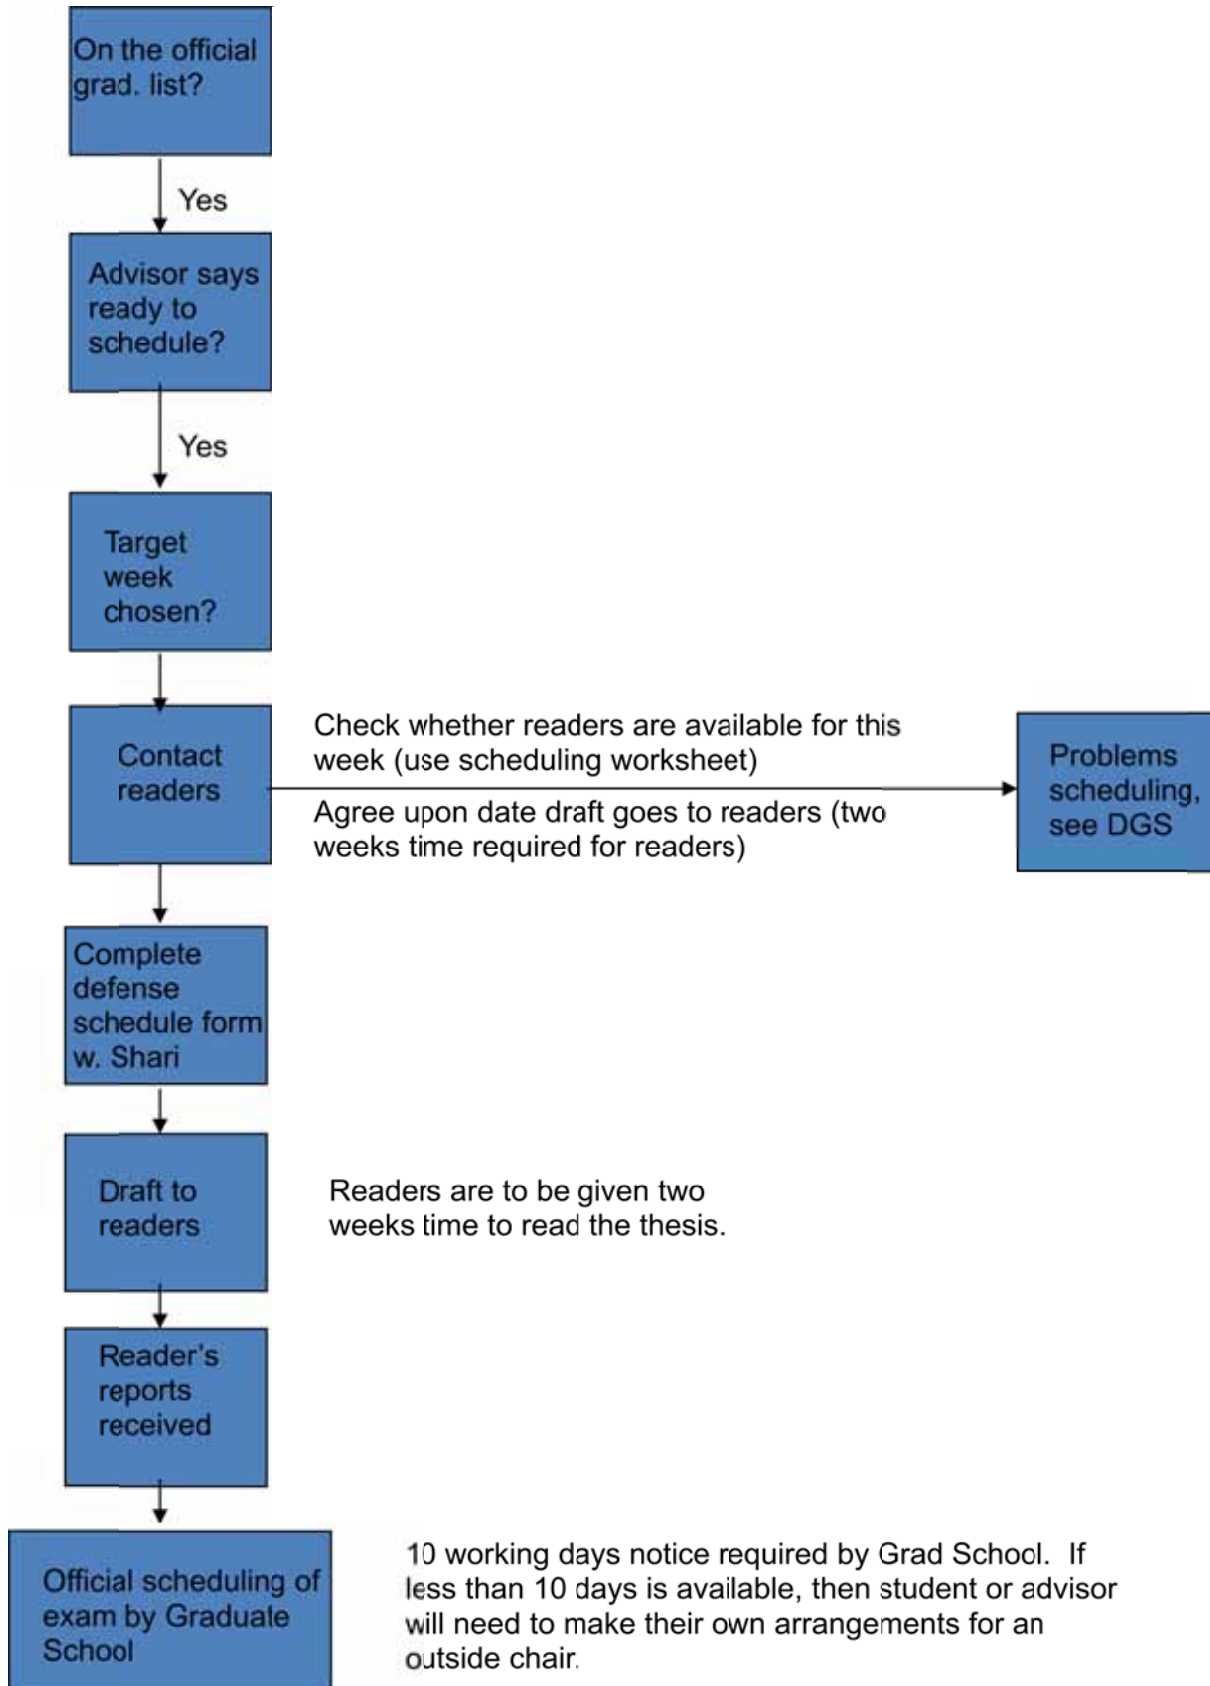 On the official
grad. list?
Yes
Advisor says
ready to
schedule?
Yes
Target
week
chosen?
Contact
readers
Check whether readers are available for this
week (use scheduling worksheet)
Agree upon date draft goes to readers (two
weeks time required for readers)
Problems
scheduling,
see DGS
Complete
defense
schedule form
w. Shari
Draft to
readers
Readers are to be given two
weeks time to read the thesis.
Reader's
reports
received
Official scheduling of
exam by Graduale
School
10 working days notice required by Grad School.  If
less than 10 days is available, then student or advisor
will need to make their own arrangements for an
outside chair.